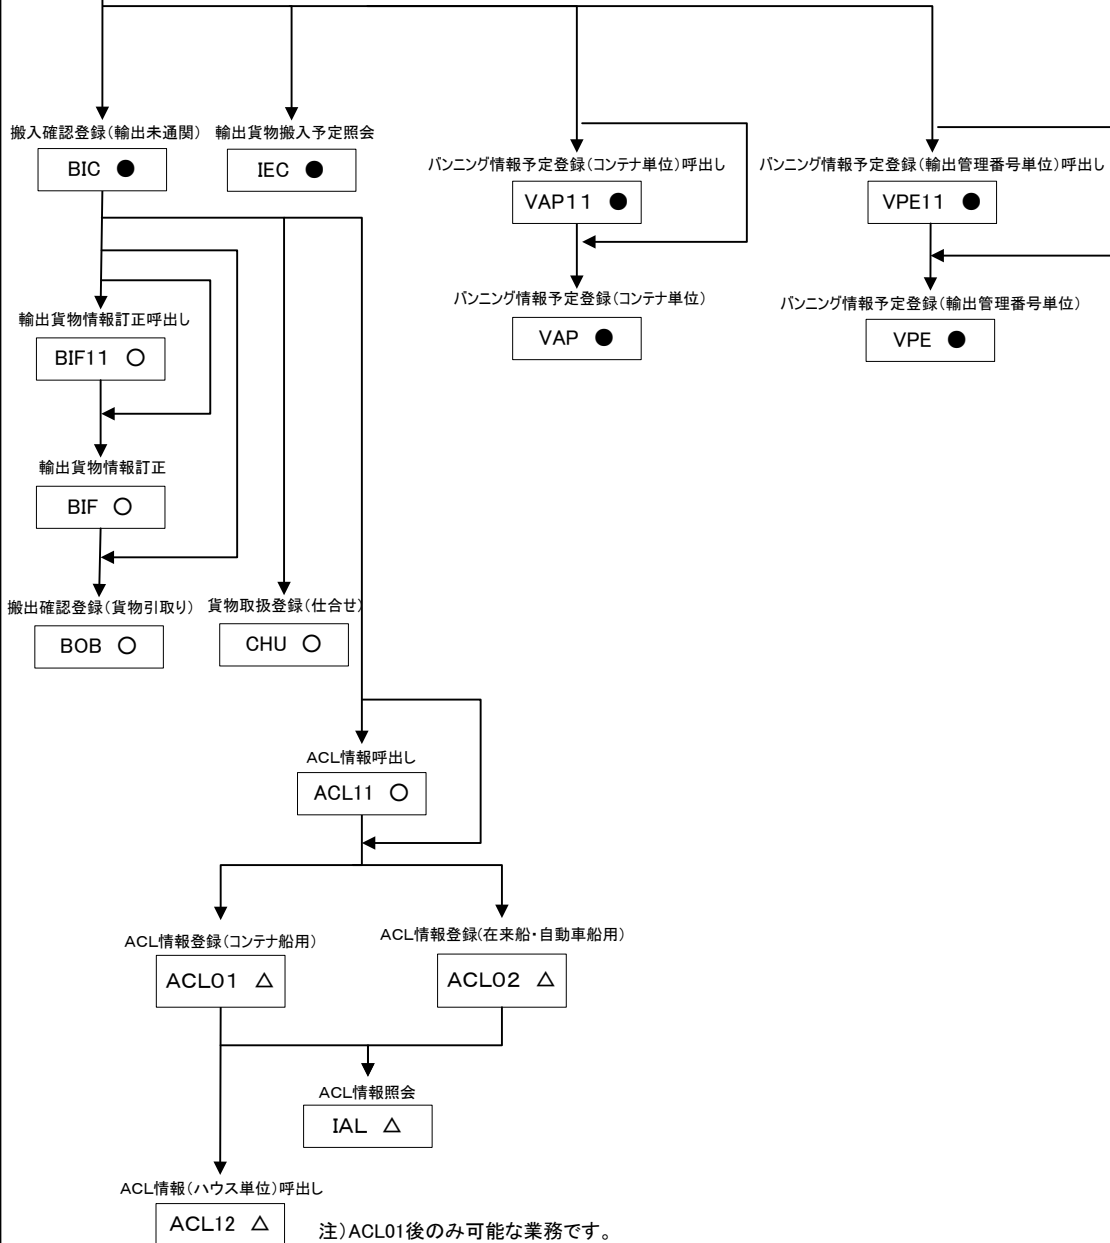 搬入確認登録(輸出未通関)
BIC ●
輸出貨物搬入予定照会
IEC ●
バンニング情報予定登録(コンテナ単位)呼出し
VAP11 ●
バンニング情報予定登録(輸出管理番号単位)呼出し
VPE11 ●
バンニング情報予定登録(コンテナ単位)
VAP ●
バンニング情報予定登録(輸出管理番号単位)
VPE ●
輸出貨物情報訂正呼出し
BIF11 ○
輸出貨物情報訂正
BIF ○
搬出確認登録(貨物引取り)
BOB ○
貨物取扱登録(仕合せ)
CHU ○
ACL情報呼出し
ACL11 ○
ACL情報登録(コンテナ船用)
ACL01 △
ACL情報登録(在来船・自動車船用)
ACL02 △
ACL情報照会
IAL △
ACL情報(ハウス単位)呼出し
ACL12 △
注)ACL01後のみ可能な業務です。